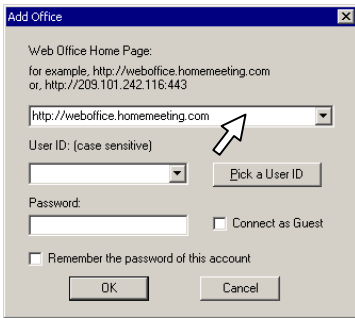 Add Office
Web Office Home Page:
for example, http://weboffice.homemeeting.com
or, http://209.101.242.116:443
http://weboffice.homemeeting.com
User ID: (case sensitive)
Pick a User ID
Password:
Connect as Guest
Remember the password of this account
OK Cancel